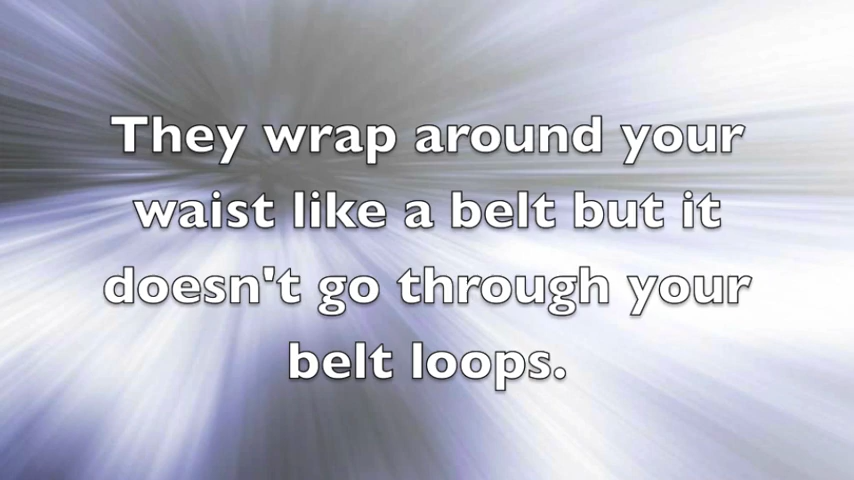 They wrap around your
waist like a belt but it
doesn't go through your
belt loops.